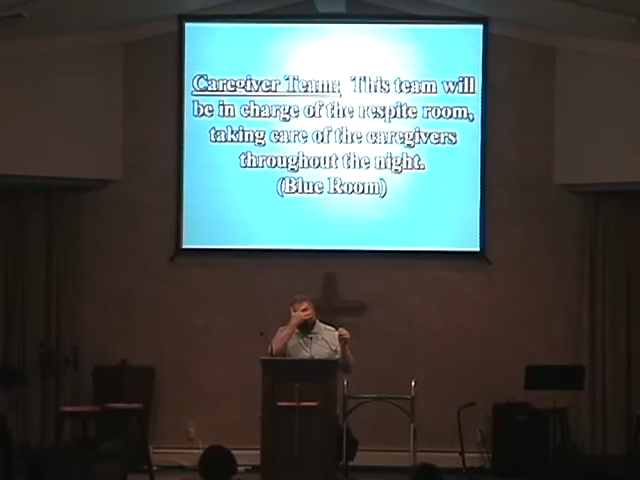 Caregiver Team: This team will
be in charge of the respite room,
taking care of the caregivers
throughout the night.
(Blue Room)